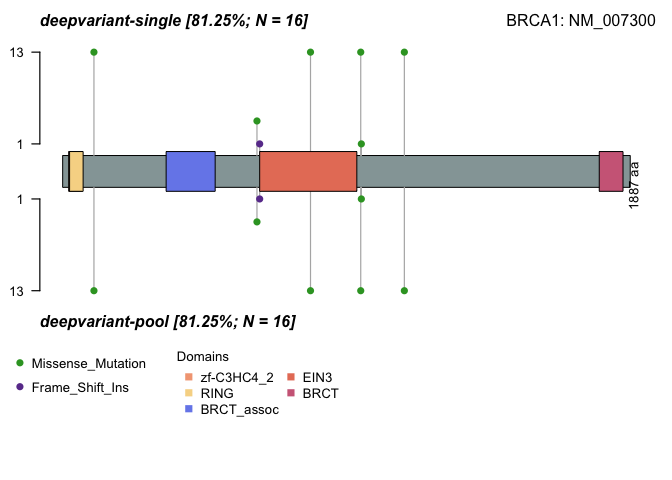 deepvariant-single [81.25%; N = 16]
BRCA1: NM_007300
13
1
1
13
1887 aa
deepvariant-pool [81.25%; N = 16]
Missense_Mutation
Frame_Shift_Ins
Domains
zf-C3HC4_2
RING
BRCT_assoc
EIN3
BRCT